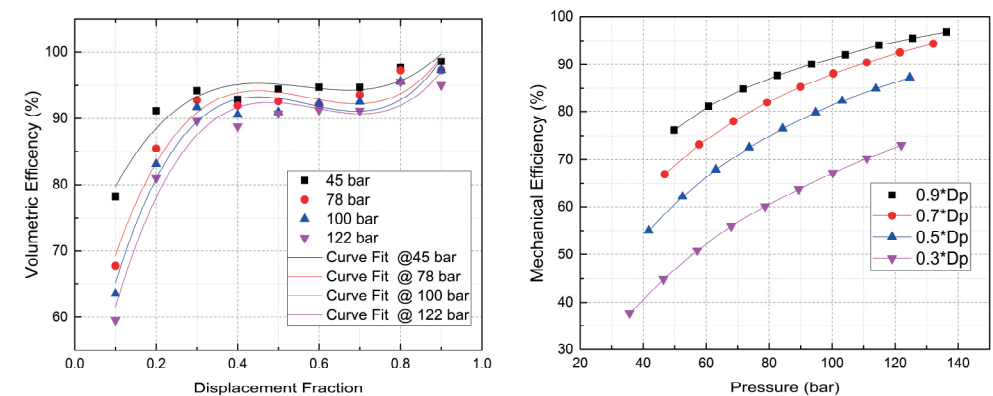 100
90
80
70
60
0.0
0.2
0.4
0.6
0.8
1.0
Volumetric Efficency (%)
Displacement Fraction
45 bar
78 bar
100 bar
122 bar
Curve Fit @45 bar
Curve Fit @ 78 bar
Curve Fit @ 100 bar
Curve Fit @ 122 bar
100
90
80
70
60
50
40
30
20
40
60
80
100
120
140
Mechanical Efficiency (%)
Pressure (bar)
0.9*Dp
0.7*Dp
0.5*Dp
0.3*Dp